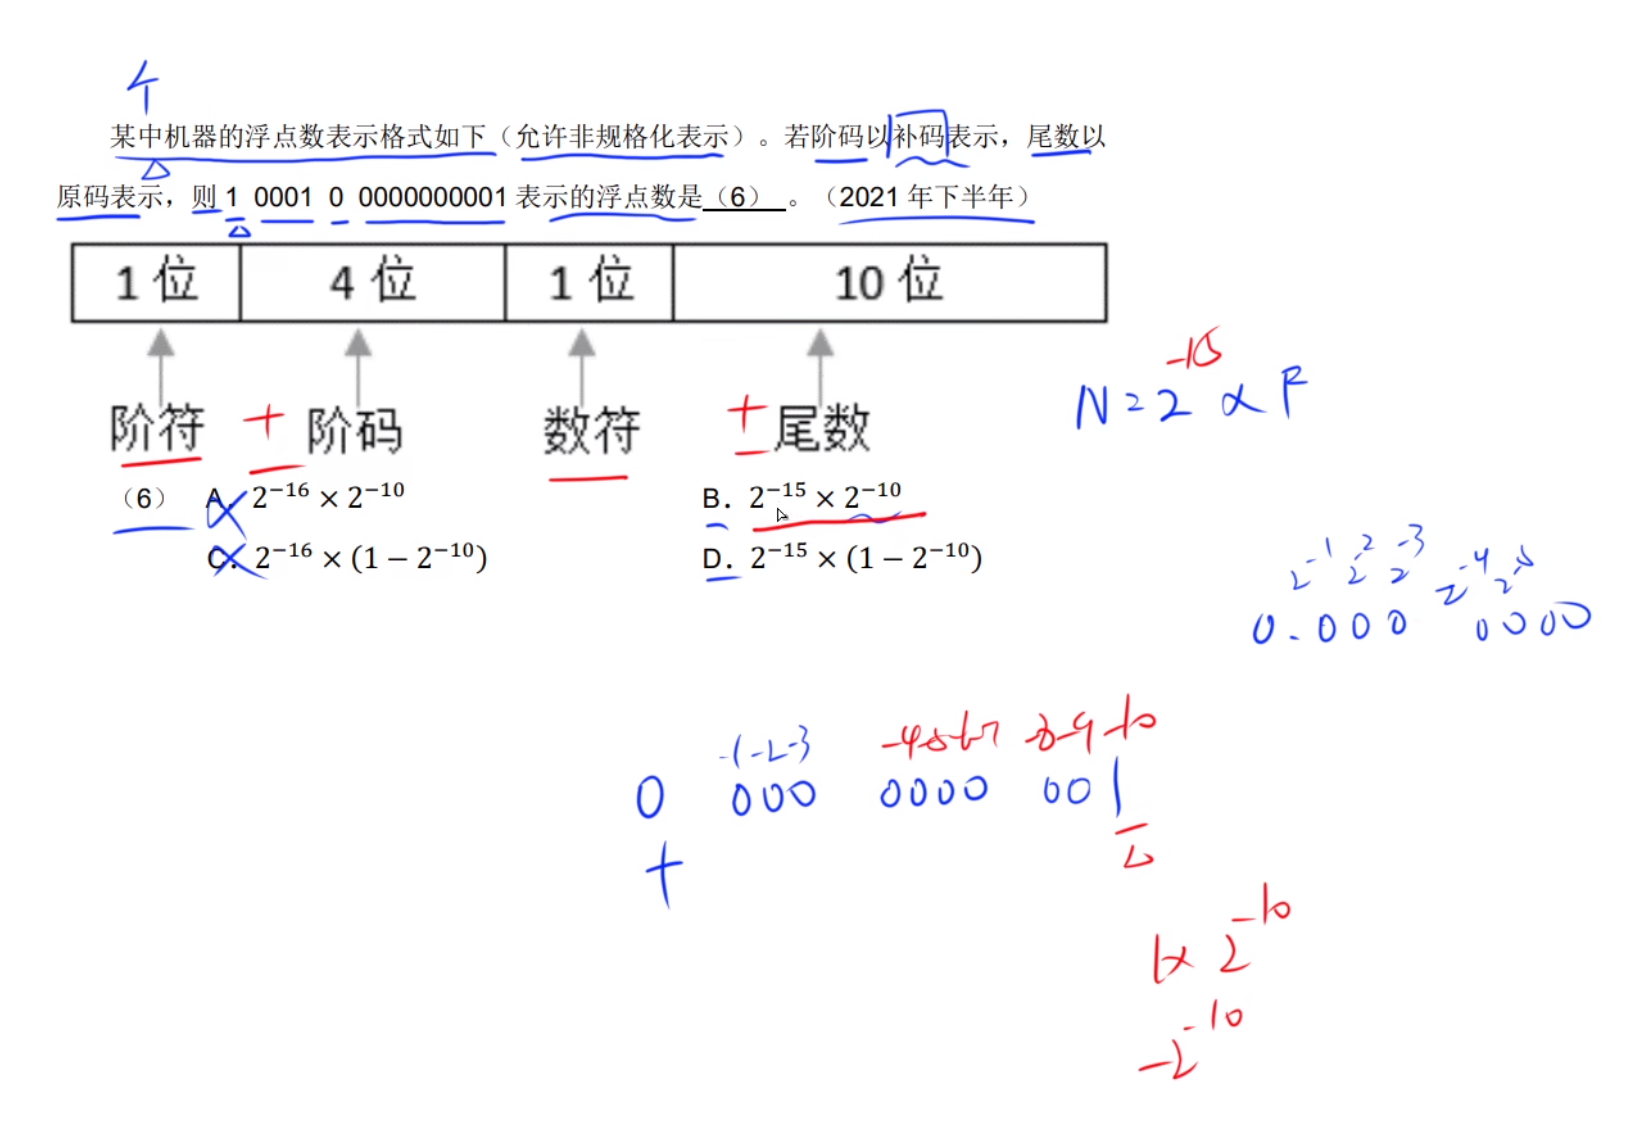 个
某中机器的浮点数表示格式如下（允许非规格化表示）。若阶码以补码表示，尾数以
原码表示，则 1 0001 0 0000000001 表示的浮点数是（6）。（2021 年下半年）
1 位 4 位 1 位 10 位
阶符 + 阶码 数符 ± 尾数
N = 2^-15 × F
（6） A. 2^−16 × 2^−10 B. 2^−15 × 2^−10
C. 2^−16 × (1 − 2^−10) D. 2^−15 × (1 − 2^−10)
2^-1 2^-2 2^-3 2^-4 2^-5
0.000 0000
-1 -2 -3 -4 -5 -6 -7 -8 -9 -10
0 000 0000 001
+
1× 2^-10
-2^-10